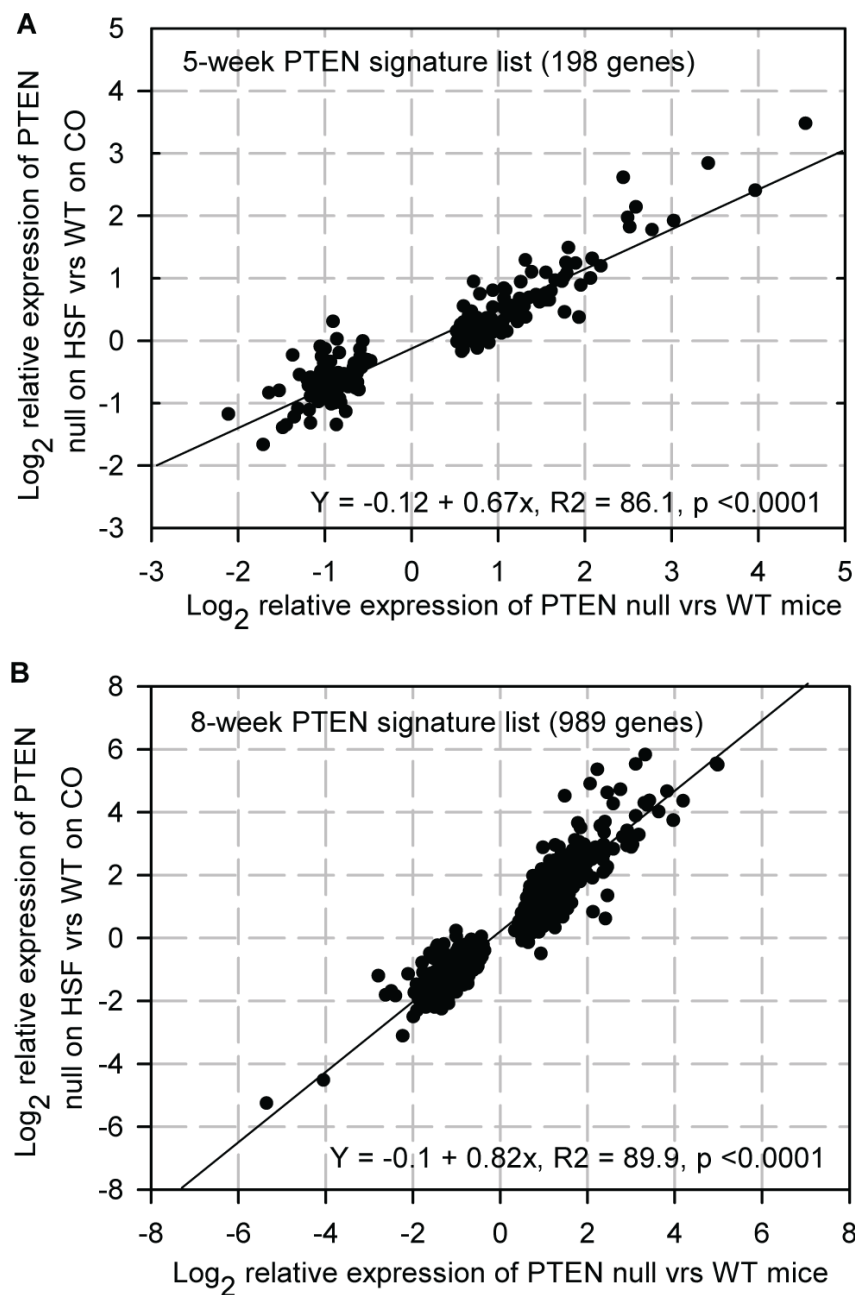 A
5-week PTEN signature list (198 genes)
Log2 relative expression of PTEN
null on HSF vrs WT on CO
5
4
3
2
1
0
-1
-2
-3
Y = -0.12 + 0.67x, R2 = 86.1, p <0.0001
-3 -2 -1 0 1 2 3 4 5
Log2 relative expression of PTEN null vrs WT mice
B
8-week PTEN signature list (989 genes)
Log2 relative expression of PTEN
null on HSF vrs WT on CO
8
6
4
2
0
-2
-4
-6
-8
Y = -0.1 + 0.82x, R2 = 89.9, p <0.0001
-8 -6 -4 -2 0 2 4 6 8
Log2 relative expression of PTEN null vrs WT mice